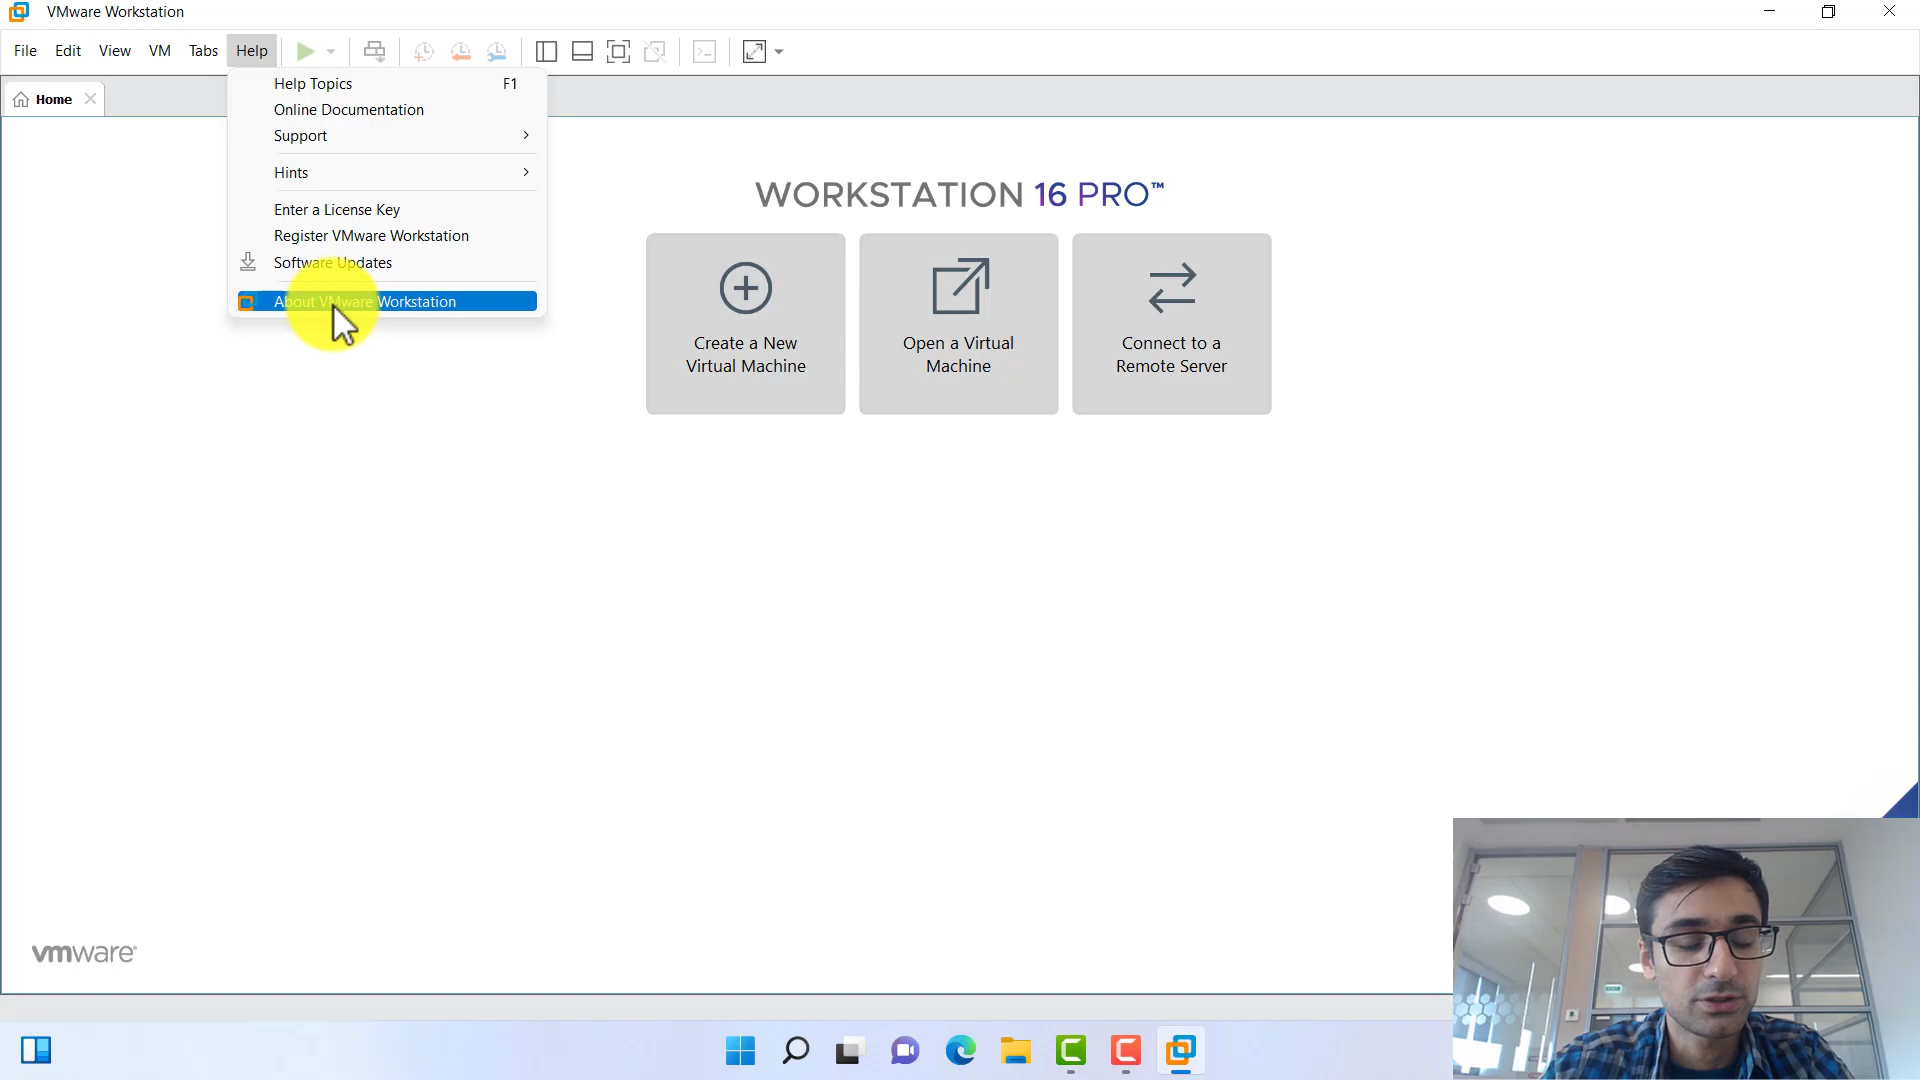 VMware Workstation
File Edit View VM Tabs Help
Help Topics F1
Home
Online Documentation
Support
Hints
Enter a License Key
Register VMware Workstation
Software Updates
About VMware Workstation
WORKSTATION 16 PRO™
Create a New
Virtual Machine
Open a Virtual
Machine
Connect to a
Remote Server
vmware®